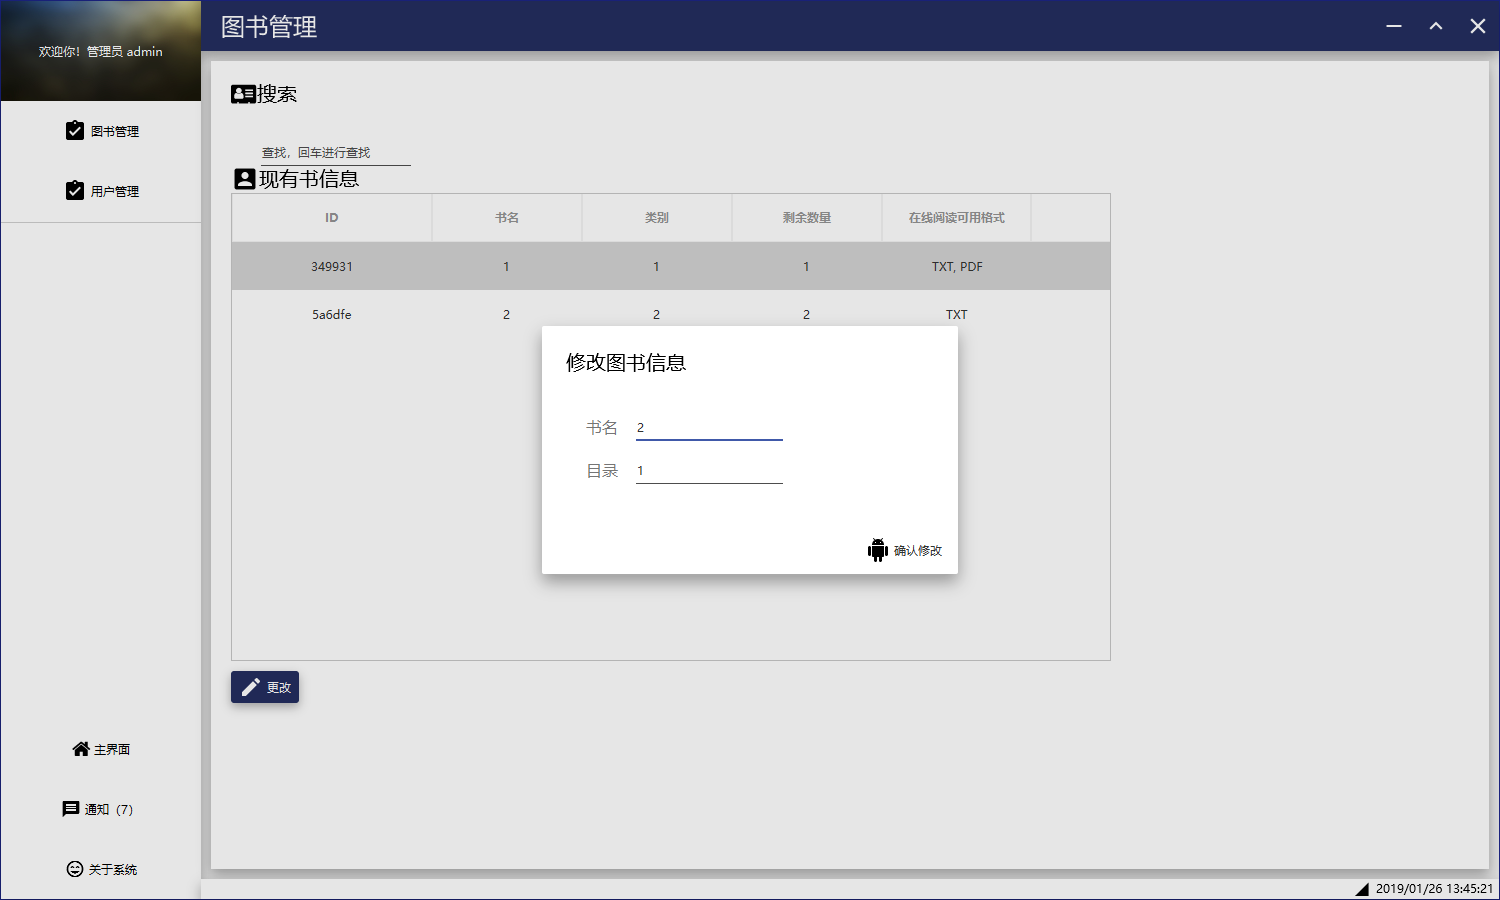 欢迎你！管理员 admin
图书管理
图书管理
用户管理
搜索
查找，回车进行查找
现有书信息
ID 书名 类别 剩余数量 在线阅读可用格式
349931 1 1 1 TXT, PDF
5a6dfe 2 2 2 TXT
修改图书信息
书名 2
目录 1
确认修改
更改
主界面
通知（7）
关于系统
2019/01/26 13:45:21